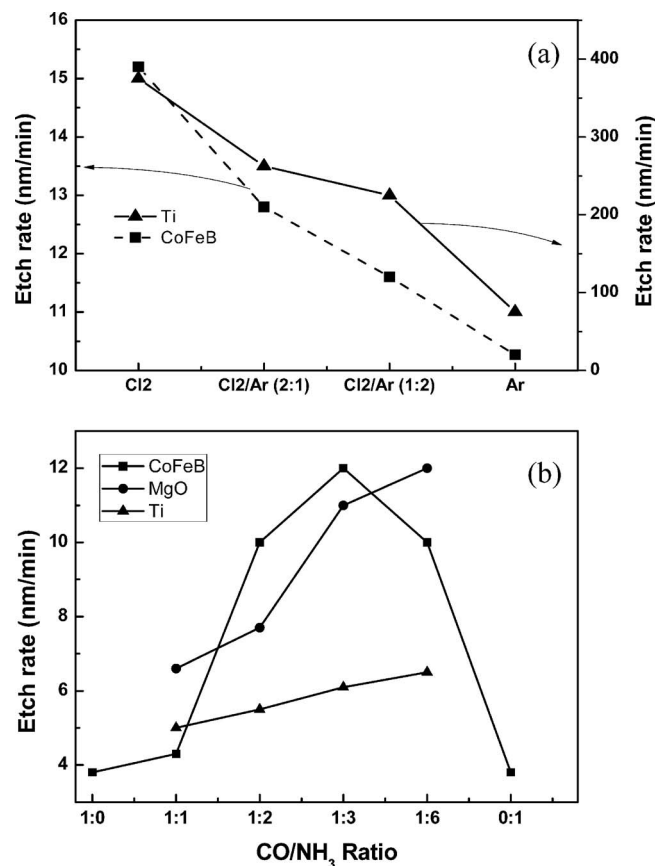 (a)
Etch rate (nm/min)
16
15
14
13
12
11
10
Ti
CoFeB
400
300
200
100
0
Etch rate (nm/min)
Cl2
Cl2/Ar (2:1)
Cl2/Ar (1:2)
Ar
(b)
CoFeB
MgO
Ti
Etch rate (nm/min)
12
10
8
6
4
1:0
1:1
1:2
1:3
1:6
0:1
CO/NH₃ Ratio